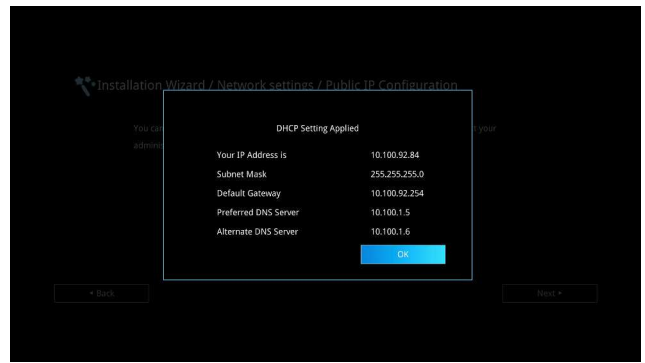 Installation Wizard / Network settings / Public IP Configuration
You can
t your
adminis
DHCP Setting Applied
Your IP Address is 10.100.92.84
Subnet Mask 255.255.255.0
Default Gateway 10.100.92.254
Preferred DNS Server 10.100.1.5
Alternate DNS Server 10.100.1.6
OK
Back
Next